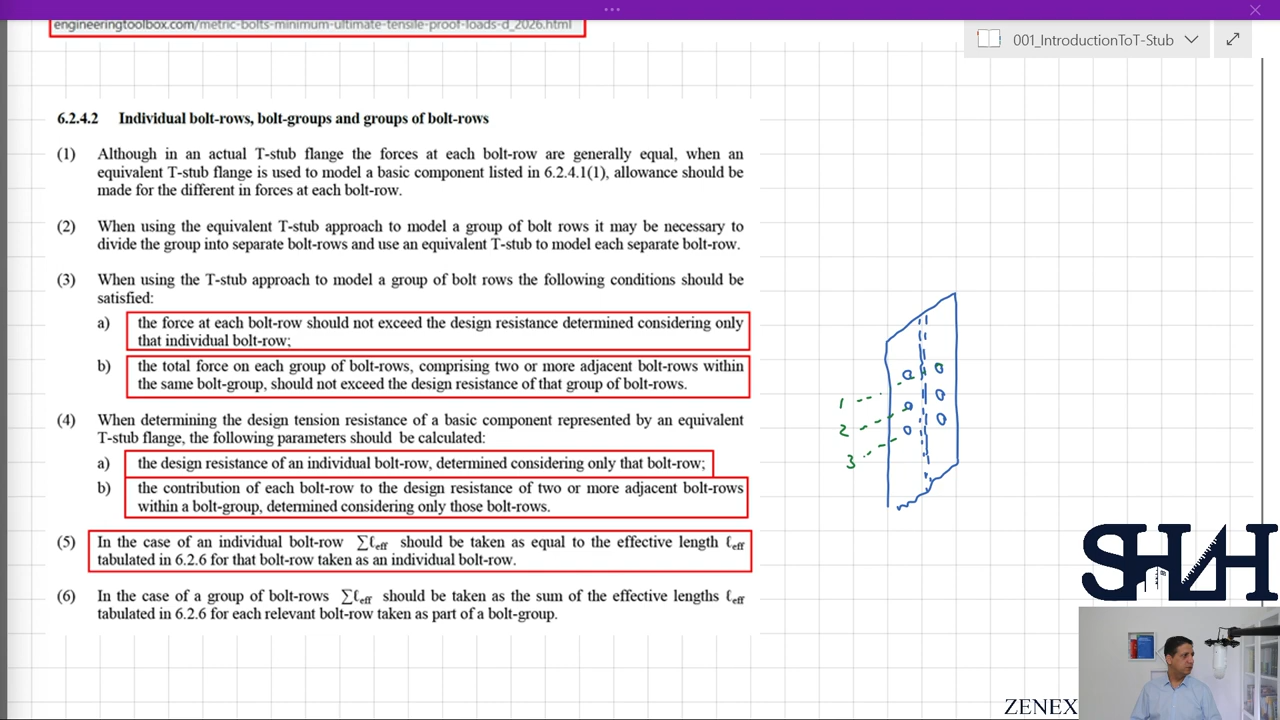 engineeringtoolbox.com/metric-bolts-minimum-ultimate-tensile-proof-loads-d_2026.html
001_IntroductionToT-Stub
6.2.4.2 Individual bolt-rows, bolt-groups and groups of bolt-rows
(1) Although in an actual T-stub flange the forces at each bolt-row are generally equal, when an
equivalent T-stub flange is used to model a basic component listed in 6.2.4.1(1), allowance should be
made for the different in forces at each bolt-row.
(2) When using the equivalent T-stub approach to model a group of bolt rows it may be necessary to
divide the group into separate bolt-rows and use an equivalent T-stub to model each separate bolt-row.
(3) When using the T-stub approach to model a group of bolt rows the following conditions should be
satisfied:
a) the force at each bolt-row should not exceed the design resistance determined considering only
that individual bolt-row;
b) the total force on each group of bolt-rows, comprising two or more adjacent bolt-rows within
the same bolt-group, should not exceed the design resistance of that group of bolt-rows.
(4) When determining the design tension resistance of a basic component represented by an equivalent
T-stub flange, the following parameters should be calculated:
a) the design resistance of an individual bolt-row, determined considering only that bolt-row;
b) the contribution of each bolt-row to the design resistance of two or more adjacent bolt-rows
within a bolt-group, determined considering only those bolt-rows.
(5) In the case of an individual bolt-row ∑ℓeff should be taken as equal to the effective length ℓeff
tabulated in 6.2.6 for that bolt-row taken as an individual bolt-row.
(6) In the case of a group of bolt-rows ∑ℓeff should be taken as the sum of the effective lengths ℓeff
tabulated in 6.2.6 for each relevant bolt-row taken as part of a bolt-group.
1
2
3
SHZH
ZENEX